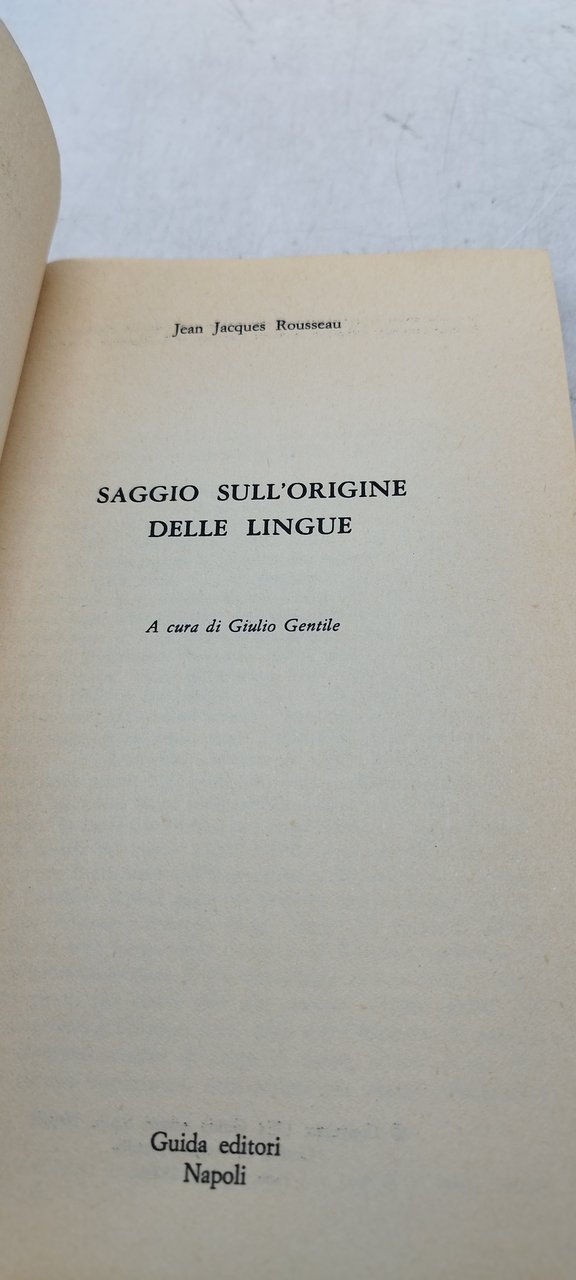 Jean Jacques Rousseau
SAGGIO SULL'ORIGINE
DELLE LINGUE
A cura di Giulio Gentile
Guida editori
Napoli